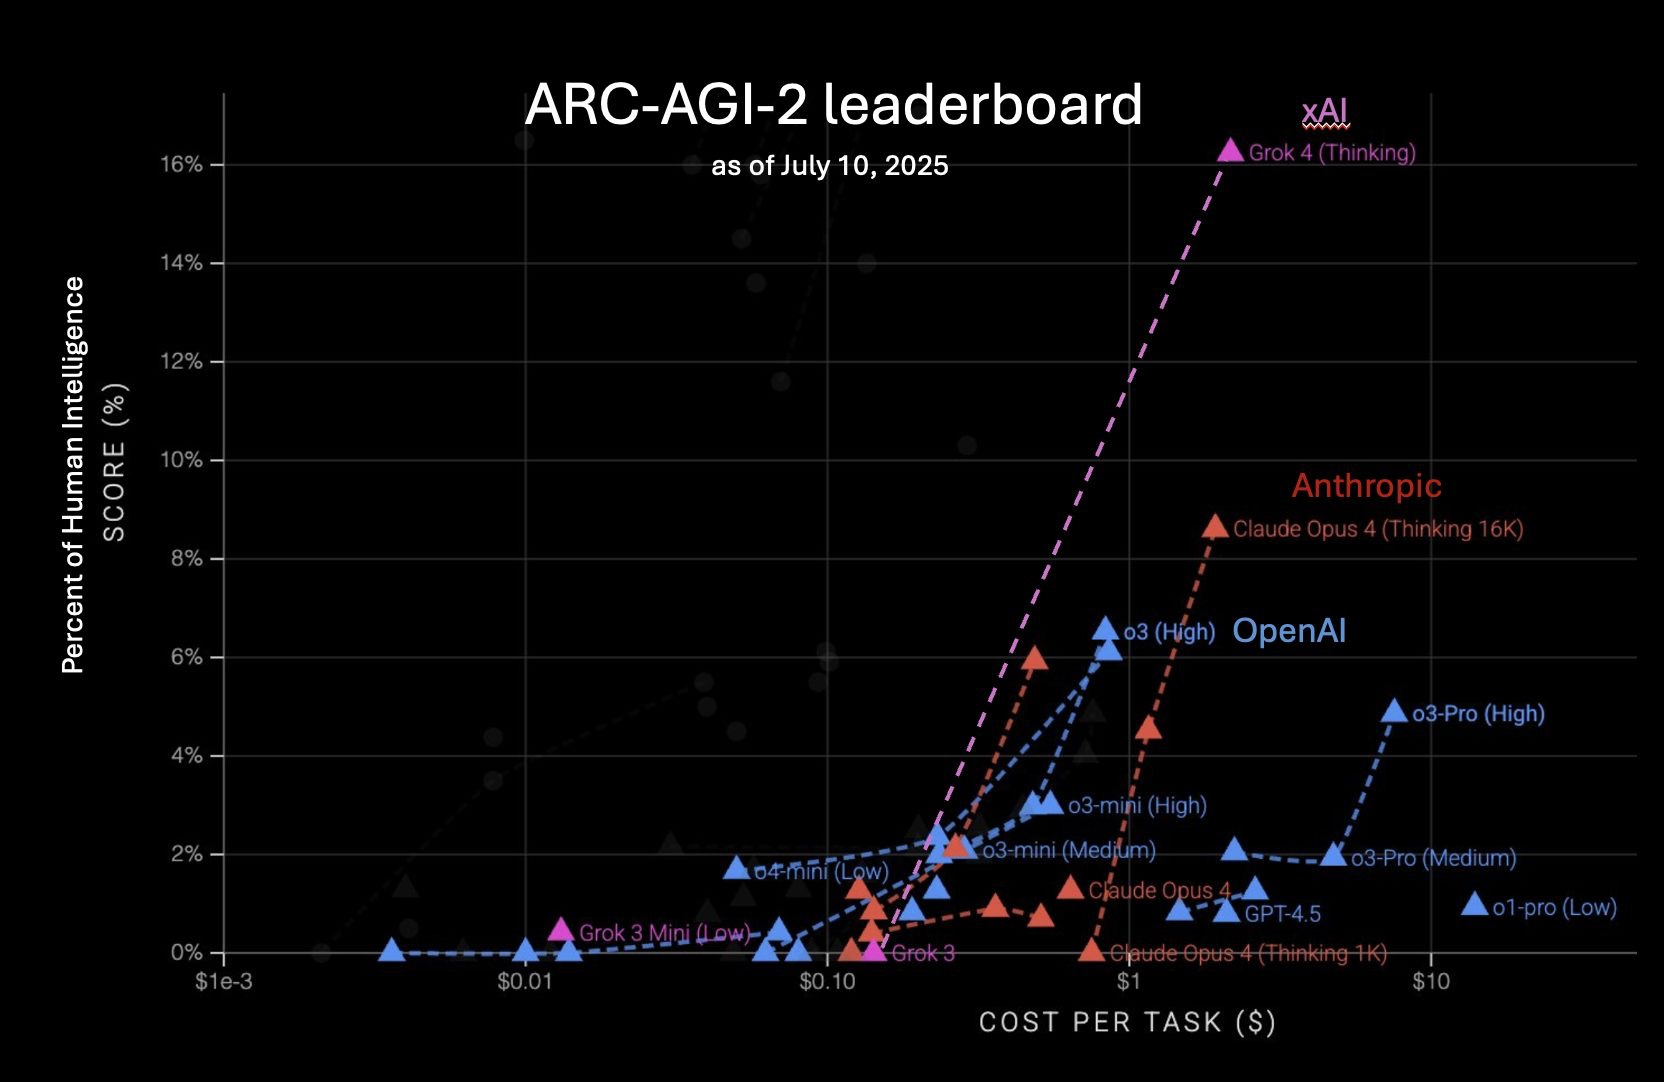 ARC-AGI-2 leaderboard
as of July 10, 2025
xAI
Grok 4 (Thinking)
Anthropic
Claude Opus 4 (Thinking 16K)
o3 (High)
OpenAI
o3-Pro (High)
o3-mini (High)
o3-mini (Medium)
o3-Pro (Medium)
o4-mini (Low)
Claude Opus 4
o1-pro (Low)
GPT-4.5
Grok 3 Mini (Low)
Grok 3
Claude Opus 4 (Thinking 1K)
Percent of Human Intelligence
SCORE (%)
16%
14%
12%
10%
8%
6%
4%
2%
0%
$1e-3
$0.01
$0.10
$1
$10
COST PER TASK ($)